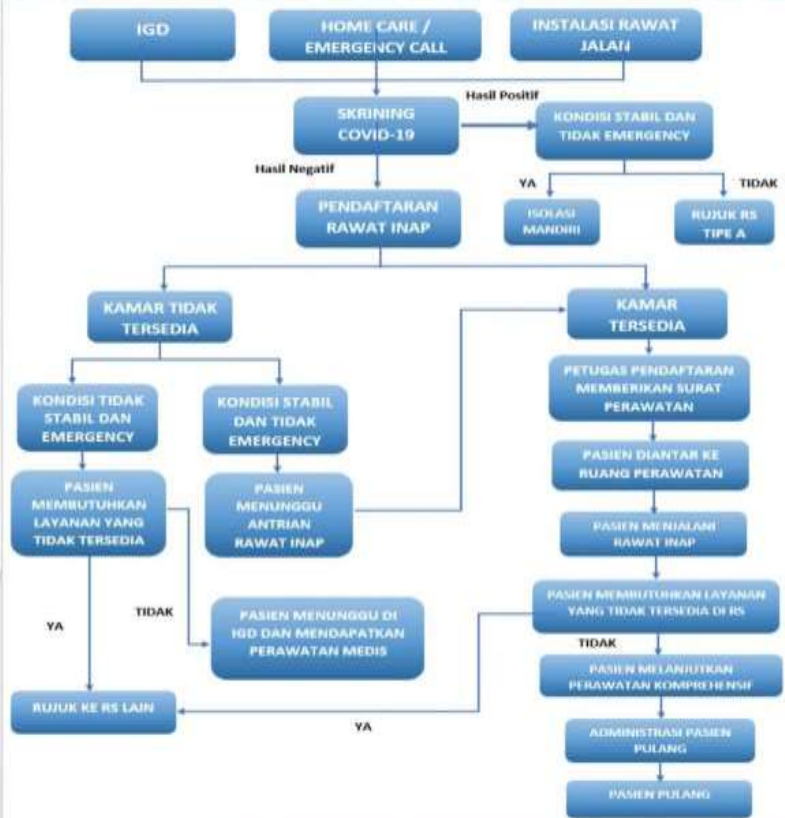 IGD
HOME CARE /
EMERGENCY CALL
INSTALASI RAWAT
JALAN
SKRINING
COVID-19
Hasil Positif
KONDISI STABIL DAN
TIDAK EMERGENCY
Hasil Negatif
YA
TIDAK
ISOLASI
MANDIRI
RUJUK RS
TIPE A
PENDAFTARAN
RAWAT INAP
KAMAR TIDAK
TERSEDIA
KAMAR
TERSEDIA
KONDISI TIDAK
STABIL DAN
EMERGENCY
KONDISI STABIL
DAN TIDAK
EMERGENCY
PETUGAS PENDAFTARAN
MEMBERIKAN SURAT
PERAWATAN
PASIEN
MEMBUTUHKAN
LAYANAN YANG
TIDAK TERSEDIA
PASIEN
MENUNGGU
ANTRIAN
RAWAT INAP
PASIEN DIANTAR KE
RUANG PERAWATAN
PASIEN MENJALANI
RAWAT INAP
PASIEN MEMBUTUHKAN LAYANAN
YANG TIDAK TERSEDIA DI RS
YA
TIDAK
PASIEN MENUNGGU DI
IGD DAN MENDAPATKAN
PERAWATAN MEDIS
TIDAK
PASIEN MELANJUTKAN
PERAWATAN KOMPREHENSIF
RUJUK KE RS LAIN
YA
ADMINISTRASI PASIEN
PULANG
PASIEN PULANG